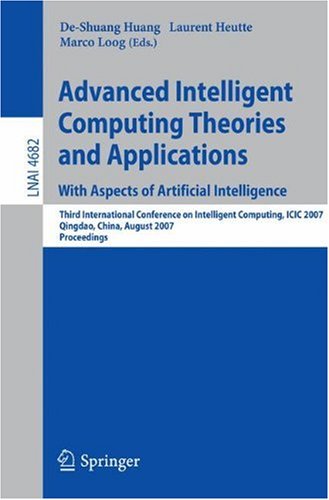 De-Shuang Huang Laurent Heutte
Marco Loog (Eds.)
LNAI 4682
Advanced Intelligent
Computing Theories
and Applications
With Aspects of Artificial Intelligence
Third International Conference on Intelligent Computing, ICIC 2007
Qingdao, China, August 2007
Proceedings
Springer